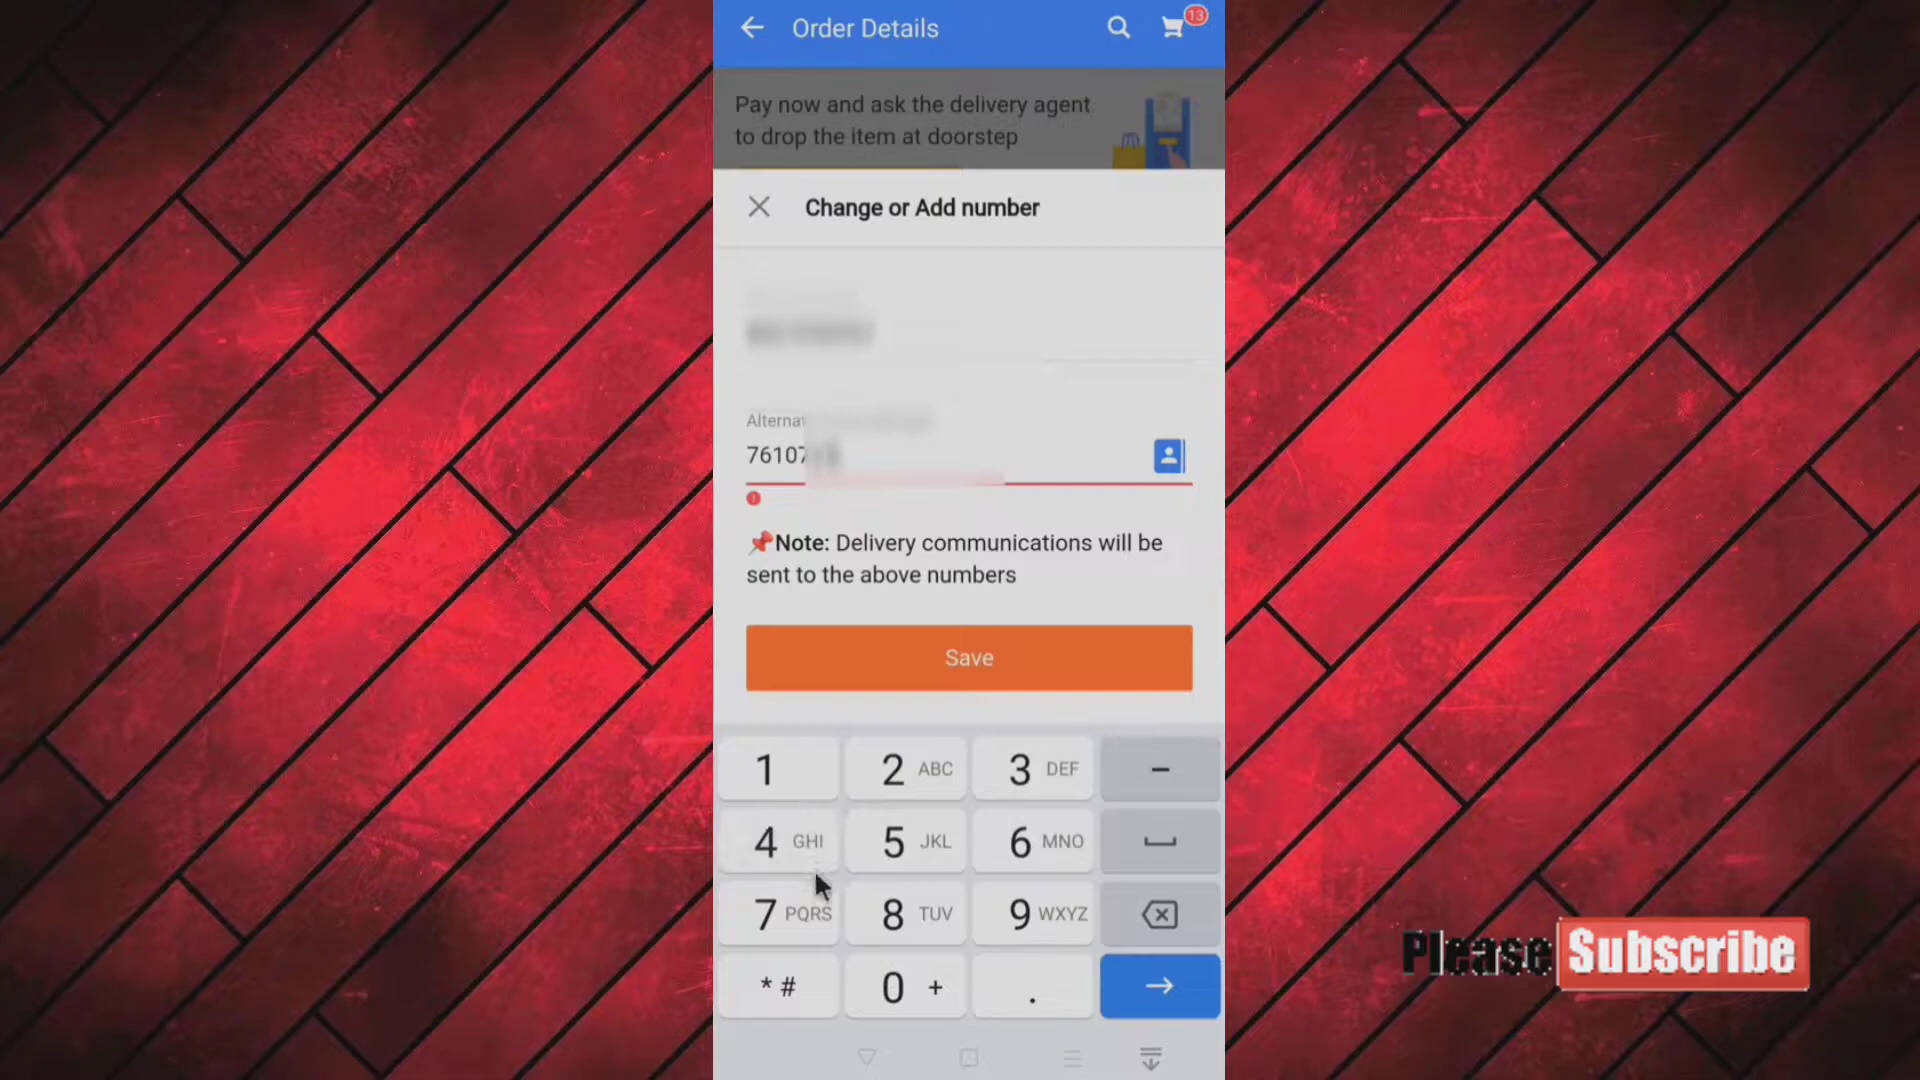 Order Details
13
Pay now and ask the delivery agent
to drop the item at doorstep
Change or Add number
📌Note: Delivery communications will be
sent to the above numbers
Save
1
2 ABC
3 DEF
-
4 GHI
5 JKL
6 MNO
7 PQRS
8 TUV
9 WXYZ
* #
0 +
.
Please Subscribe